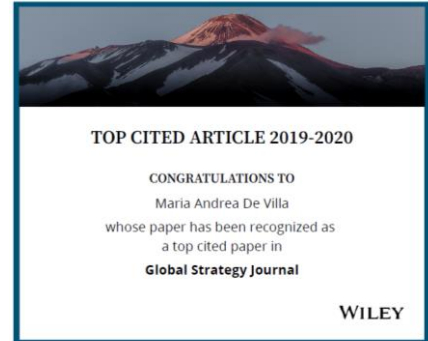 TOP CITED ARTICLE 2019-2020
CONGRATULATIONS TO
Maria Andrea De Villa
whose paper has been recognized as
a top cited paper in
Global Strategy Journal
WILEY